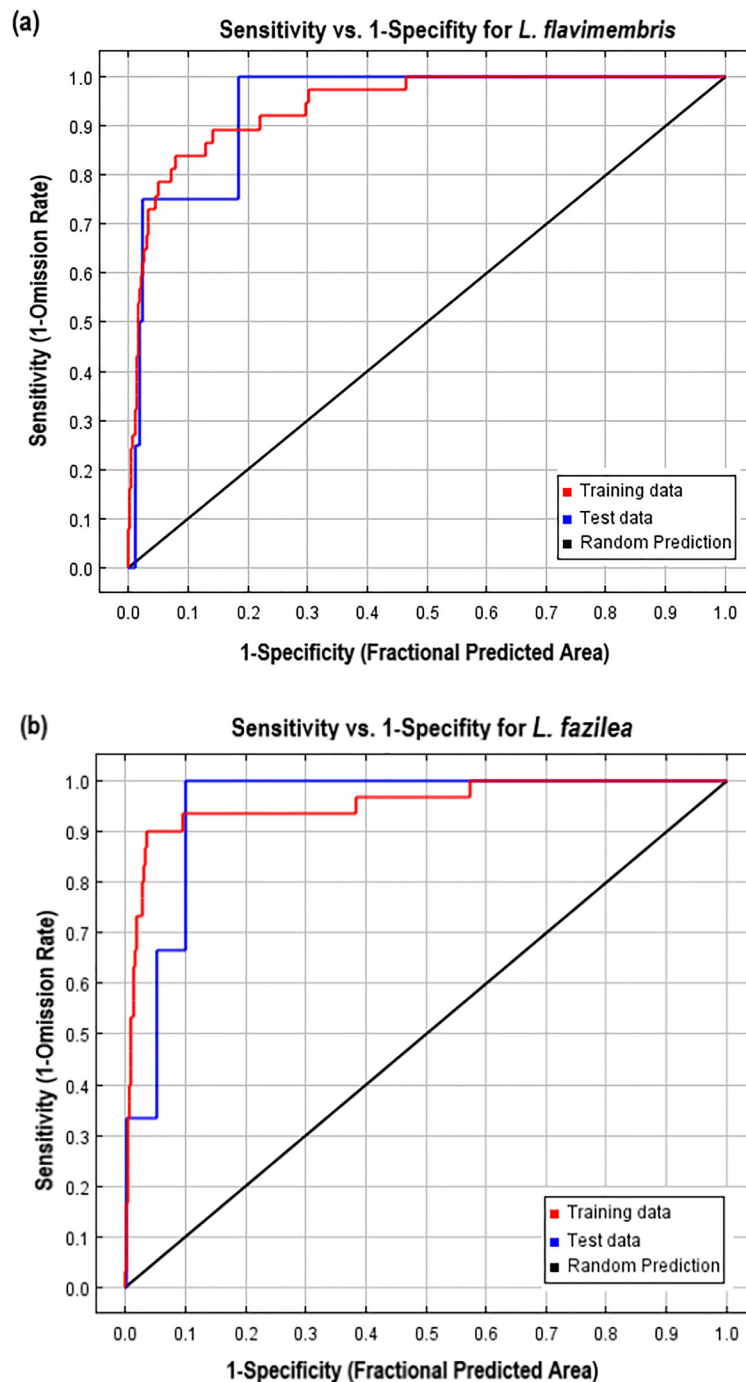 (a)
Sensitivity vs. 1-Specifity for L. flavimembris
Sensitivity (1-Omission Rate)
1.0
0.9
0.8
0.7
0.6
0.5
0.4
0.3
0.2
0.1
0.0
Training data
Test data
Random Prediction
0.0 0.1 0.2 0.3 0.4 0.5 0.6 0.7 0.8 0.9 1.0
1-Specificity (Fractional Predicted Area)
(b)
Sensitivity vs. 1-Specifity for L. fazilea
Sensitivity (1-Omission Rate)
1.0
0.9
0.8
0.7
0.6
0.5
0.4
0.3
0.2
0.1
0.0
Training data
Test data
Random Prediction
0.0 0.1 0.2 0.3 0.4 0.5 0.6 0.7 0.8 0.9 1.0
1-Specificity (Fractional Predicted Area)